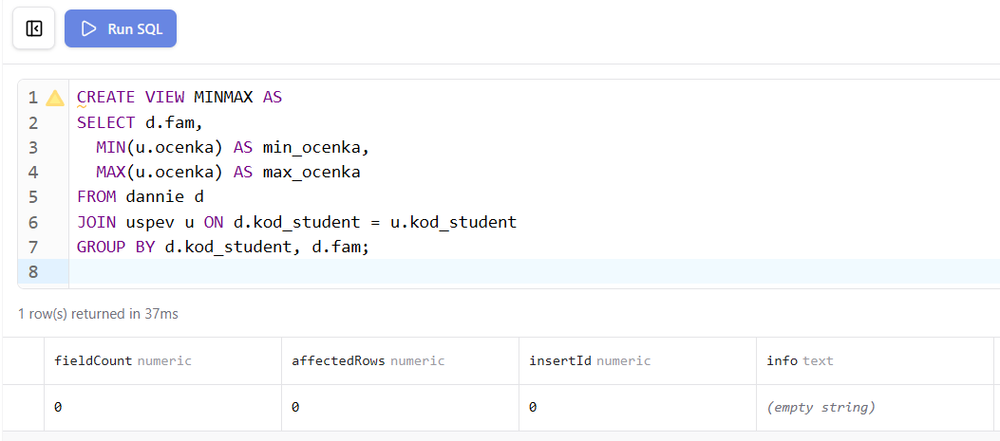 Run SQL
1 CREATE VIEW MINMAX AS
2 SELECT d.fam,
3 MIN(u.ocenka) AS min_ocenka,
4 MAX(u.ocenka) AS max_ocenka
5 FROM dannie d
6 JOIN uspev u ON d.kod_student = u.kod_student
7 GROUP BY d.kod_student, d.fam;
8
1 row(s) returned in 37ms
fieldCount numeric affectedRows numeric insertId numeric info text
0 0 0 (empty string)